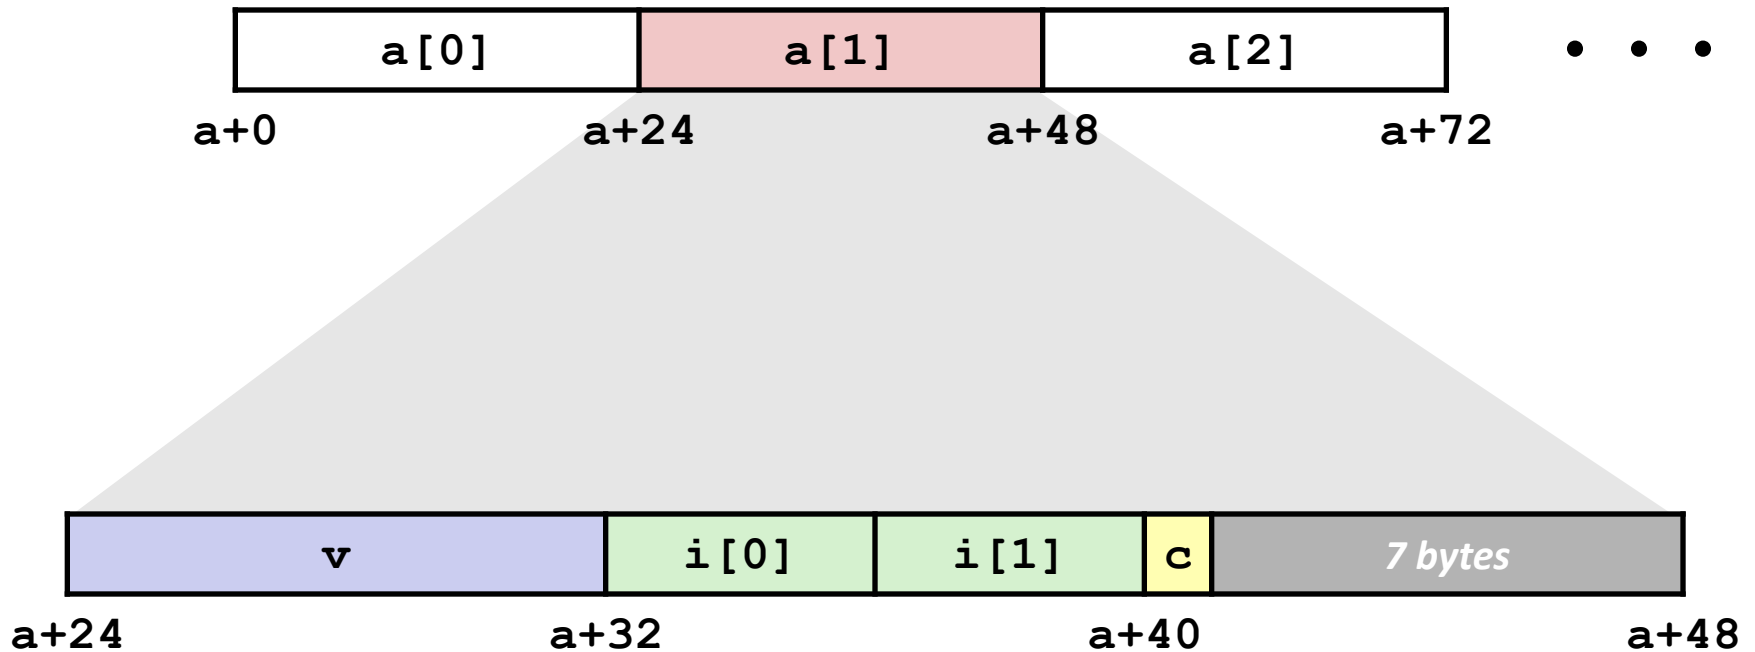 a[0] a[1] a[2] • • •
a+0 a+24 a+48 a+72
v i[0] i[1] c 7 bytes
a+24 a+32 a+40 a+48